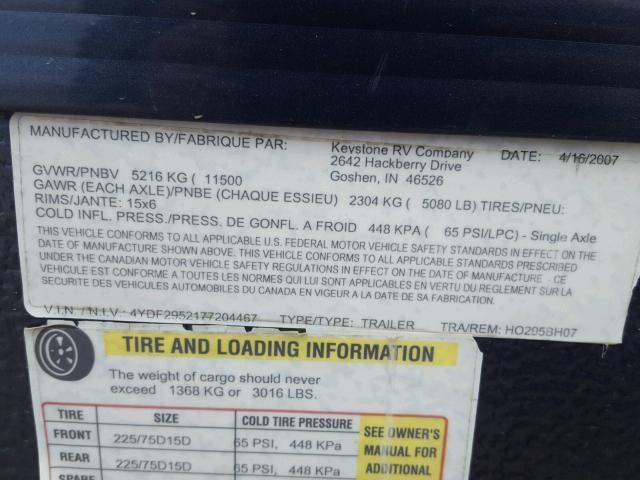 MANUFACTURED BY/FABRIQUE PAR: Keystone RV Company DATE: 4/16/2007
2642 Hackberry Drive
Goshen, IN 46526
GVWR/PNBV 5216 KG ( 11500
GAWR (EACH AXLE)/PNBE (CHAQUE ESSIEU) 2304 KG ( 5080 LB) TIRES/PNEU:
RIMS/JANTE: 15x6
COLD INFL. PRESS./PRESS. DE GONFL. A FROID 448 KPA ( 65 PSI/LPC) - Single Axle
THIS VEHICLE CONFORMS TO ALL APPLICABLE U.S. FEDERAL MOTOR VEHICLE SAFETY STANDARDS IN EFFECT ON
THE DATE OF MANUFACTURE SHOWN ABOVE. THIS VEHICLE CONFORMS TO ALL APPLICABLE STANDARDS PRESCRIBED
UNDER THE CANADIAN MOTOR VEHICLE SAFETY REGULATIONS IN EFFECT ON THE DATE OF MANUFACTURE - CE
VEHICULE EST CONFORME A TOUTES LES NORMES QUI LUI SONT APPLICABLES EN VERTU DU REGLEMENT SUR LA
SECURITE DES VEHICULES AUTOMOBILES DU CANADA EN VIGUEUR A LA DATE DE SA FABRICATION.
V.I.N. / N.I.V.: 4YDF2952177204467 TYPE/TYPE: TRAILER TRA/REM: HO295BH07
TIRE AND LOADING INFORMATION
The weight of cargo should never
exceed 1368 KG or 3016 LBS.
TIRE SIZE COLD TIRE PRESSURE
FRONT 225/75D15D 65 PSI, 448 KPa
REAR 225/75D15D 65 PSI, 448 KPa
SPARE
SEE OWNER'S
MANUAL FOR
ADDITIONAL